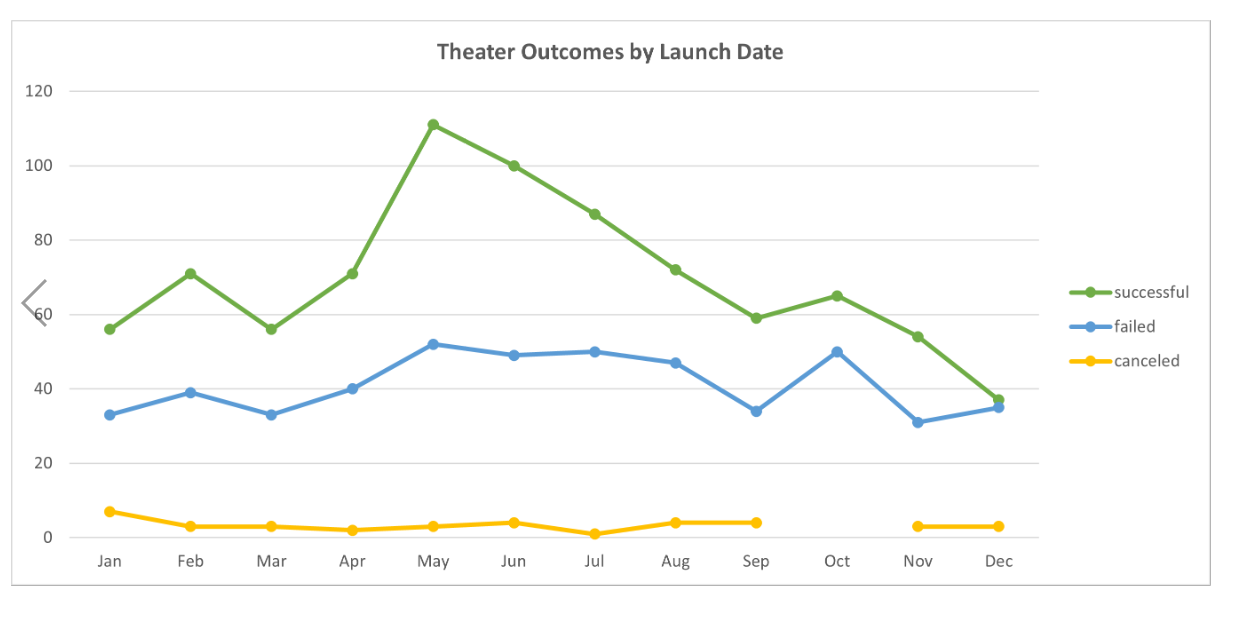 Theater Outcomes by Launch Date
120
100
80
60
40
20
0
Jan Feb Mar Apr May Jun Jul Aug Sep Oct Nov Dec
successful
failed
canceled